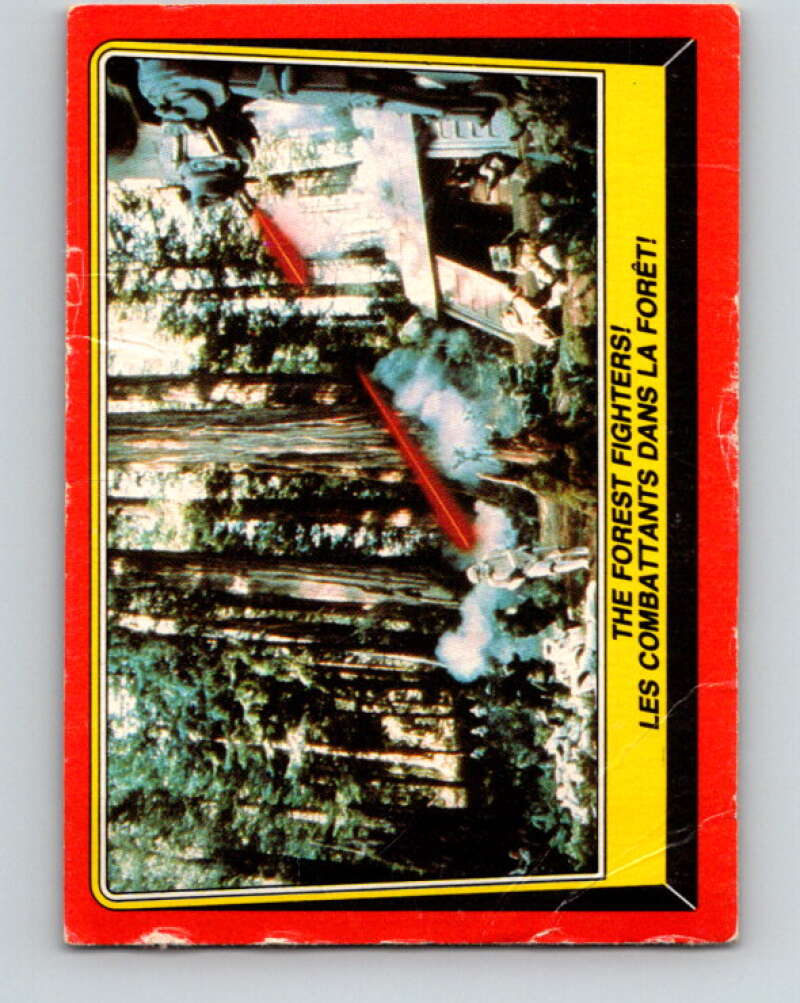 THE FOREST FIGHTERS!
LES COMBATTANTS DANS LA FORÊT!